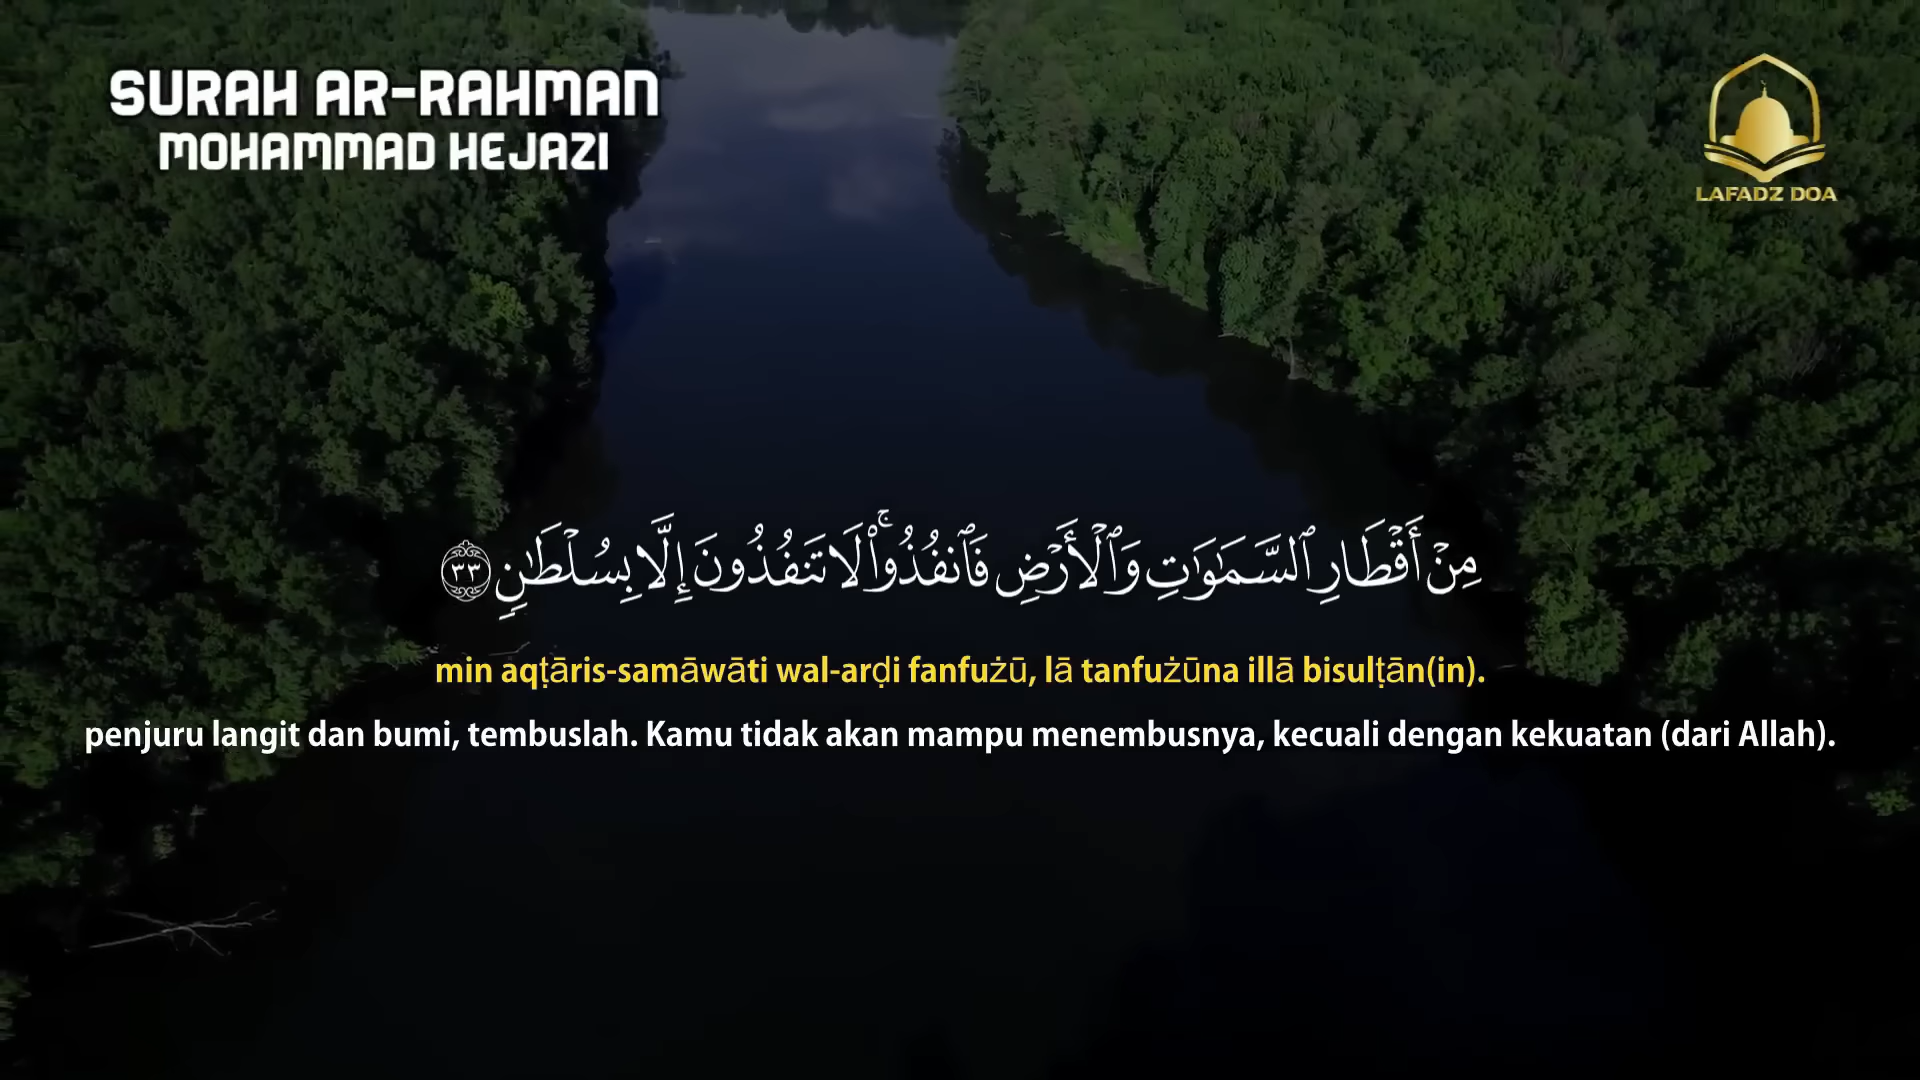 SURAH AR-RAHMAN
MOHAMMAD HEJAZI
LAFADZ DOA
مِنْ أَقْطَارِ ٱلسَّمَـٰوَٰتِ وَٱلْأَرْضِ فَٱنفُذُوا۟ ۚ لَا تَنفُذُونَ إِلَّا بِسُلْطَـٰنٍ ٣٣
min aqṭāris-samāwāti wal-arḍi fanfużū, lā tanfużūna illā bisulṭān(in).
penjuru langit dan bumi, tembuslah. Kamu tidak akan mampu menembusnya, kecuali dengan kekuatan (dari Allah).